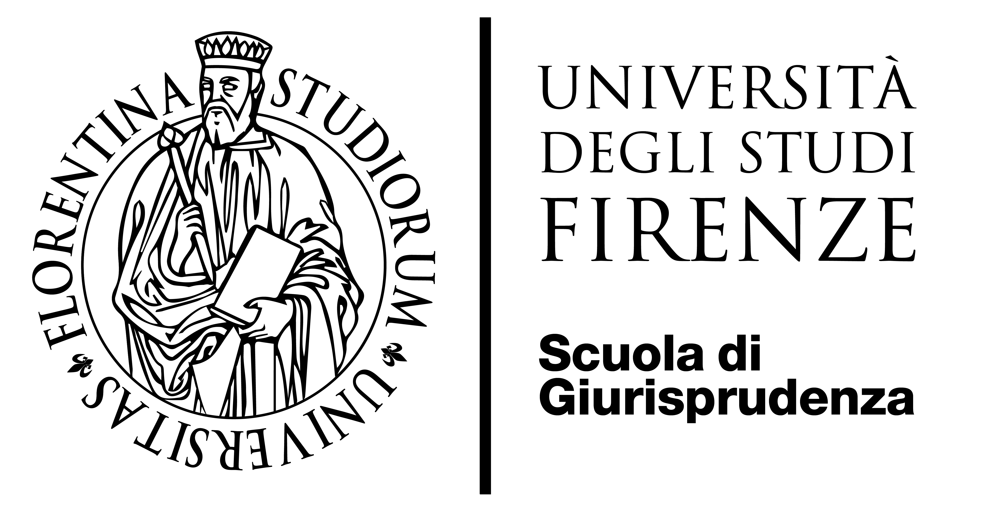 FLORENTINA STUDIORUM UNIVERSITAS
UNIVERSITÀ
DEGLI STUDI
FIRENZE
Scuola di
Giurisprudenza